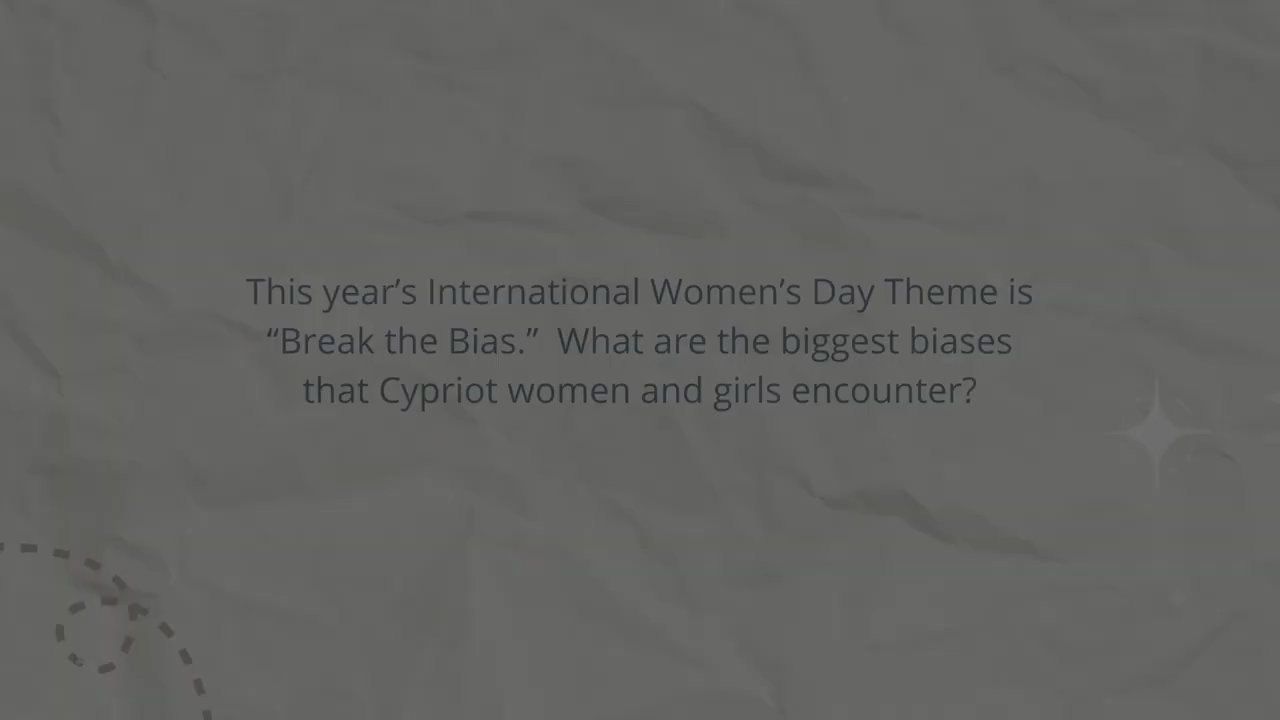 This year’s International Women’s Day Theme is
“Break the Bias.”  What are the biggest biases
that Cypriot women and girls encounter?